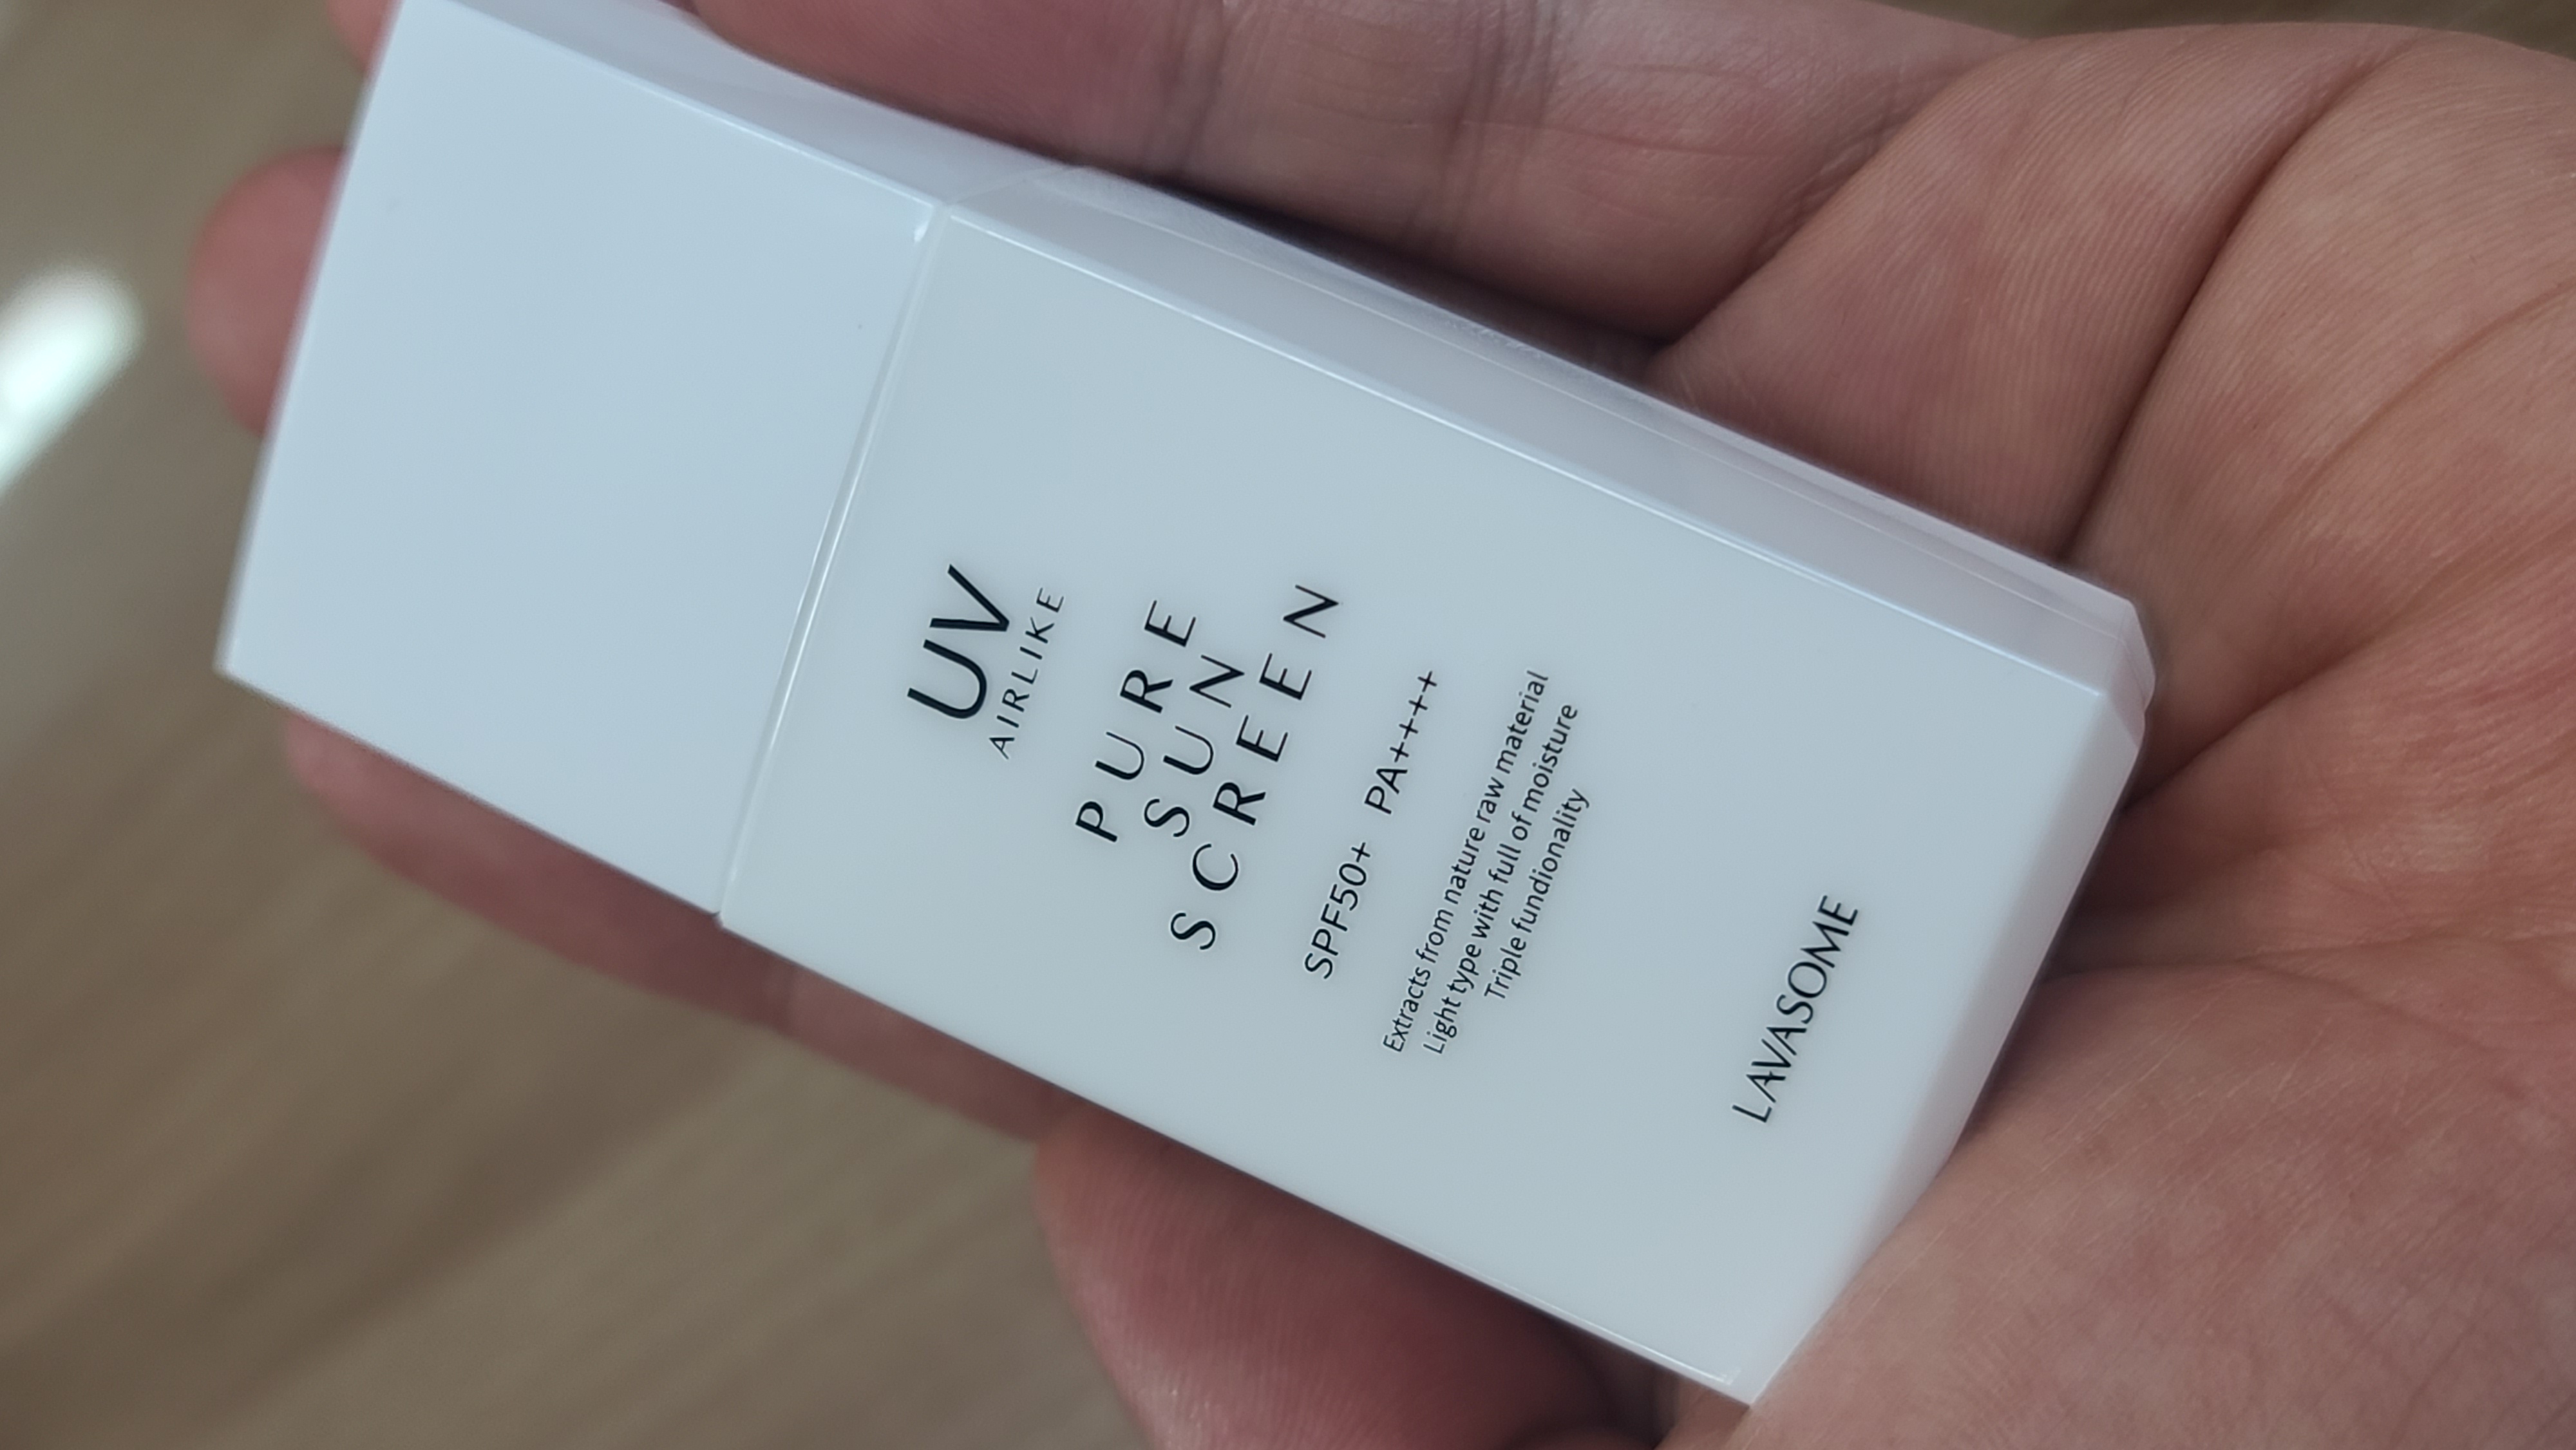 UV
AIRLIKE
PURE
SUN
SCREEN
SPF50+ PA++++
Extracts from nature raw material
Light type with full of moisture
Triple fundionality
LAVASOME